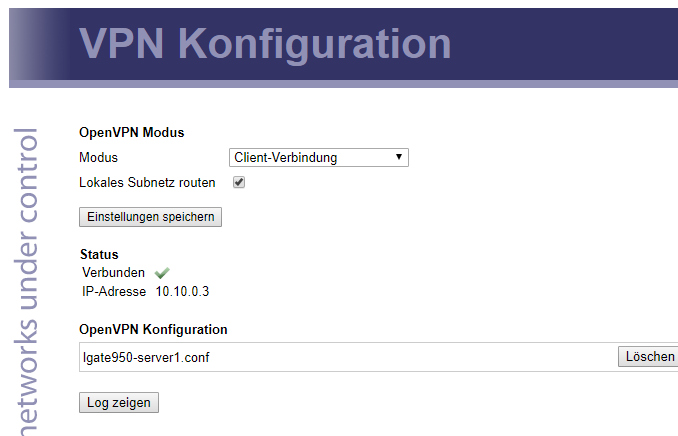 VPN Konfiguration
networks under control
OpenVPN Modus
Modus Client-Verbindung
Lokales Subnetz routen
Einstellungen speichern
Status
Verbunden
IP-Adresse 10.10.0.3
OpenVPN Konfiguration
lgate950-server1.conf Löschen
Log zeigen